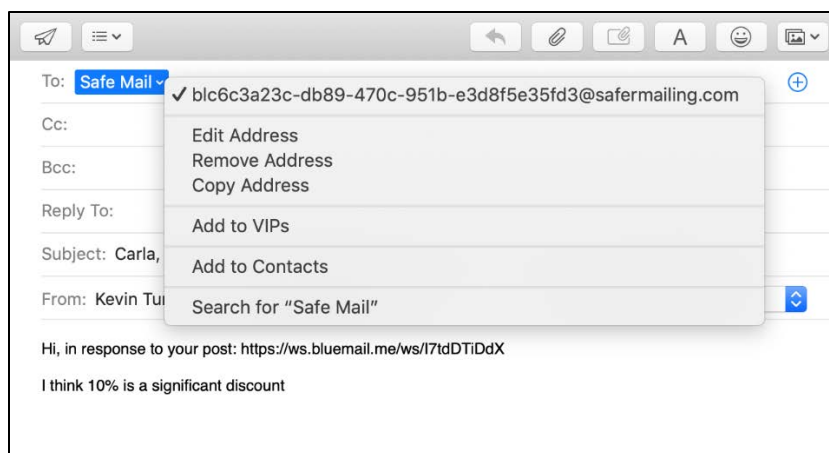 A
To: Safe Mail
✓ blc6c3a23c-db89-470c-951b-e3d8f5e35fd3@safermailing.com
Cc:
Edit Address
Bcc:
Remove Address
Copy Address
Reply To:
Add to VIPs
Subject: Carla,
Add to Contacts
From: Kevin Tu
Search for “Safe Mail”
Hi, in response to your post: https://ws.bluemail.me/ws/I7tdDTiDdX
I think 10% is a significant discount